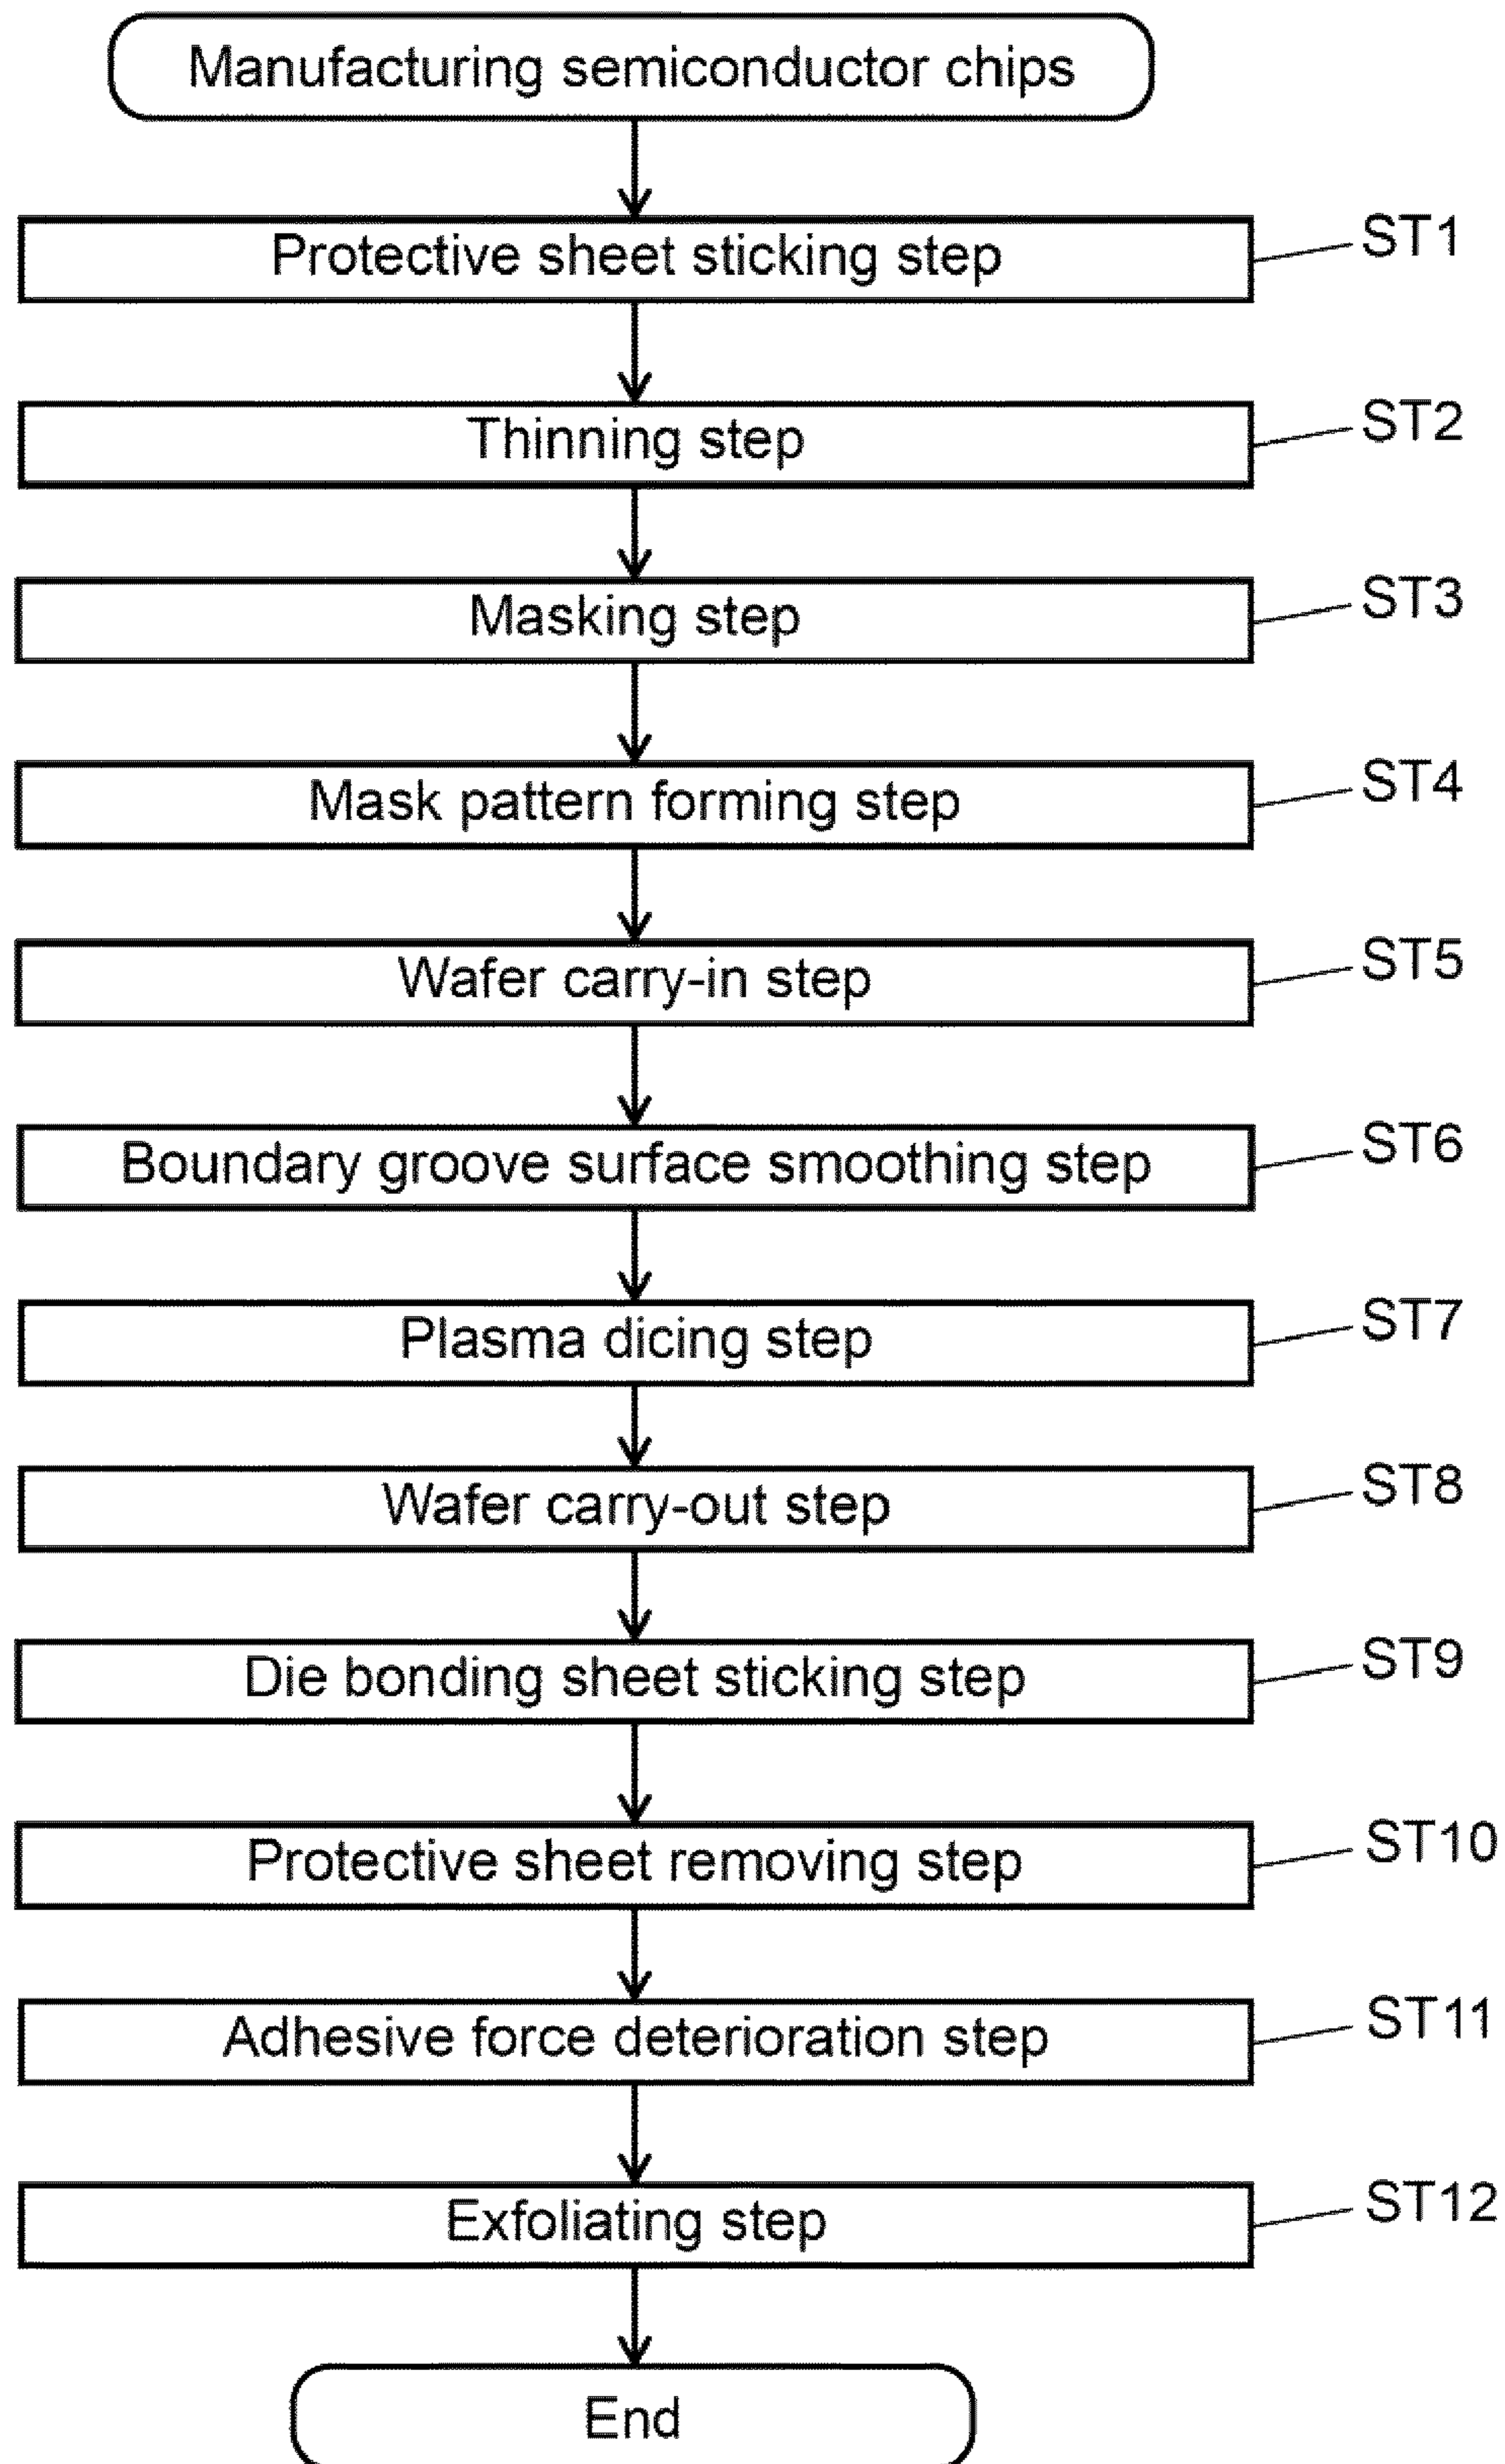 Manufacturing semiconductor chips
Protective sheet sticking step
ST1
Thinning step
ST2
Masking step
ST3
Mask pattern forming step
ST4
Wafer carry-in step
ST5
Boundary groove surface smoothing step
ST6
Plasma dicing step
ST7
Wafer carry-out step
ST8
Die bonding sheet sticking step
ST9
Protective sheet removing step
ST10
Adhesive force deterioration step
ST11
Exfoliating step
ST12
End